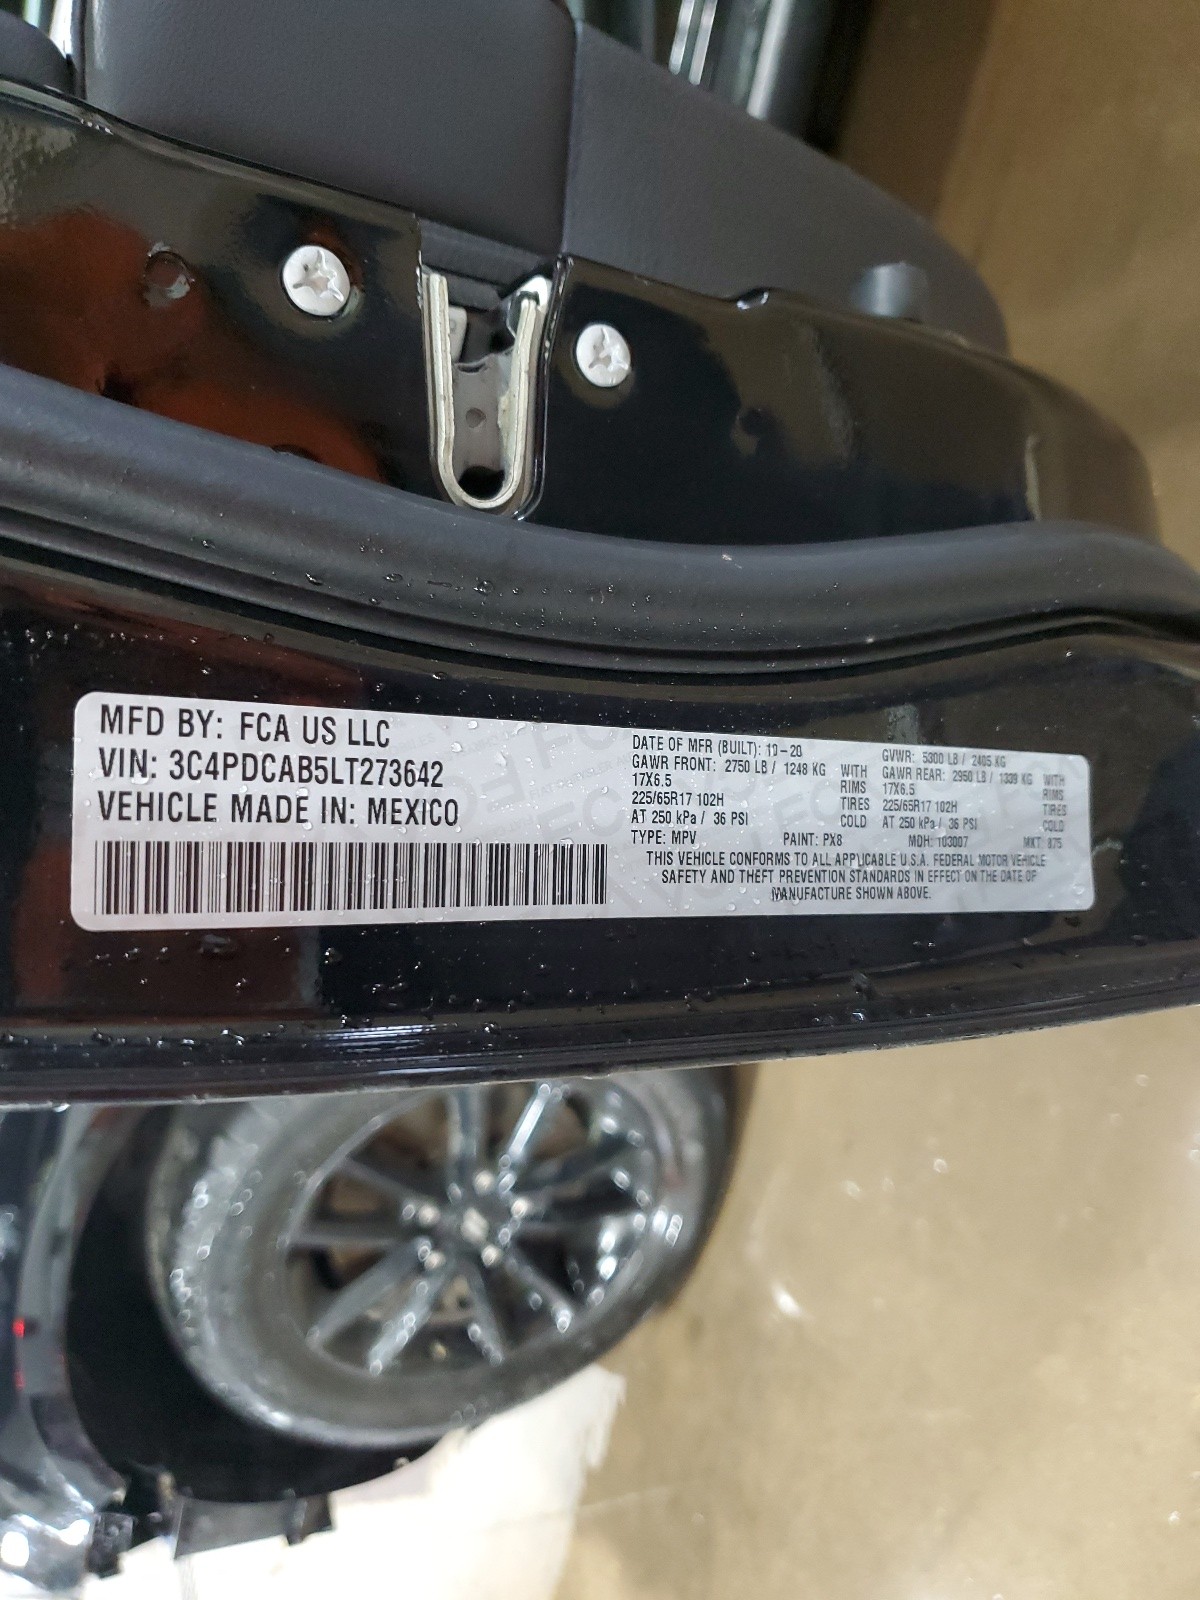 MFD BY: FCA US LLC
VIN: 3C4PDCAB5LT273642
VEHICLE MADE IN: MEXICO
DATE OF MFR (BUILT): 10-20 GVWR: 5300 LB / 2405 KG
GAWR FRONT: 2750 LB / 1248 KG WITH GAWR REAR: 2950 LB / 1339 KG WITH
17X6.5 RIMS 17X6.5 RIMS
225/65R17 102H TIRES 225/65R17 102H TIRES
AT 250 kPa / 36 PSI COLD AT 250 kPa / 36 PSI COLD
TYPE: MPV PAINT: PX8 MDH: 103007 MKT: 875
THIS VEHICLE CONFORMS TO ALL APPLICABLE U.S.A. FEDERAL MOTOR VEHICLE
SAFETY AND THEFT PREVENTION STANDARDS IN EFFECT ON THE DATE OF
MANUFACTURE SHOWN ABOVE.